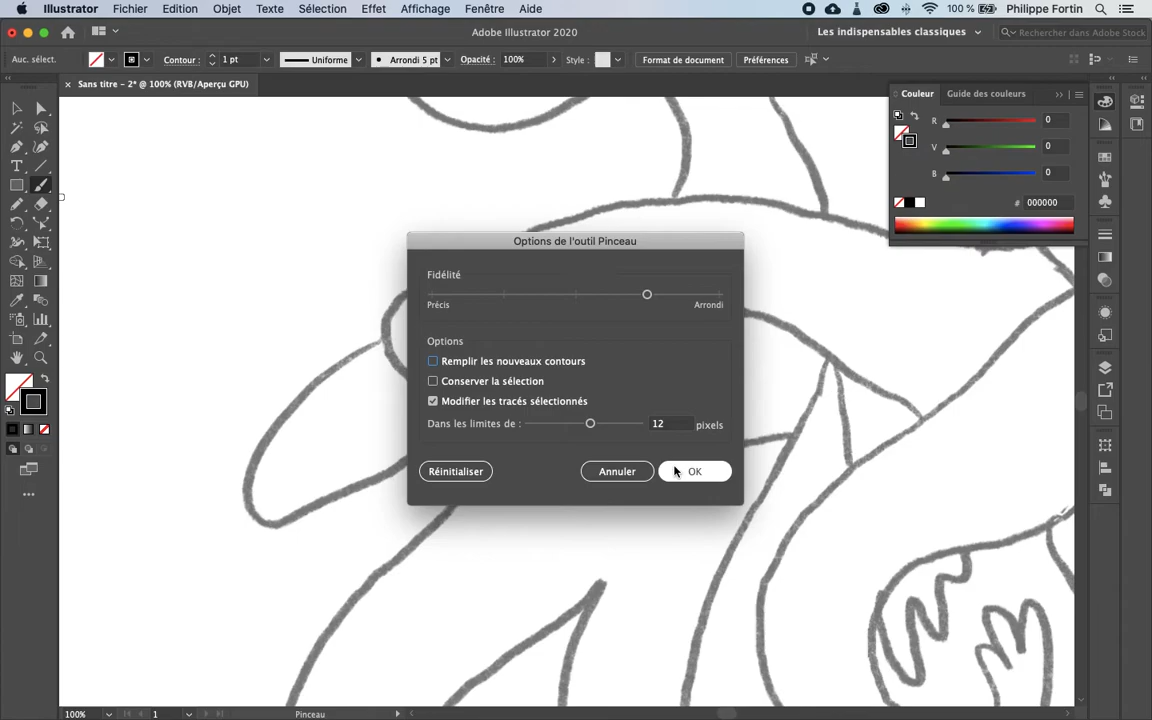 Illustrator Fichier Edition Objet Texte Sélection Effet Affichage Fenêtre Aide 100 % Philippe Fortin
Adobe Illustrator 2020 Les indispensables classiques Rechercher dans Adobe Stock
Auc. sélect. Contour : 1 pt Uniforme Arrondi 5 pt Opacité : 100% Style : Format de document Préférences
Sans titre - 2* @ 100% (RVB/Aperçu GPU)
Couleur Guide des couleurs
R 0
V 0
B 0
# 000000
Options de l'outil Pinceau
Fidélité
Précis Arrondi
Options
Remplir les nouveaux contours
Conserver la sélection
Modifier les tracés sélectionnés
Dans les limites de : 12 pixels
Réinitialiser Annuler OK
100% 1 Pinceau